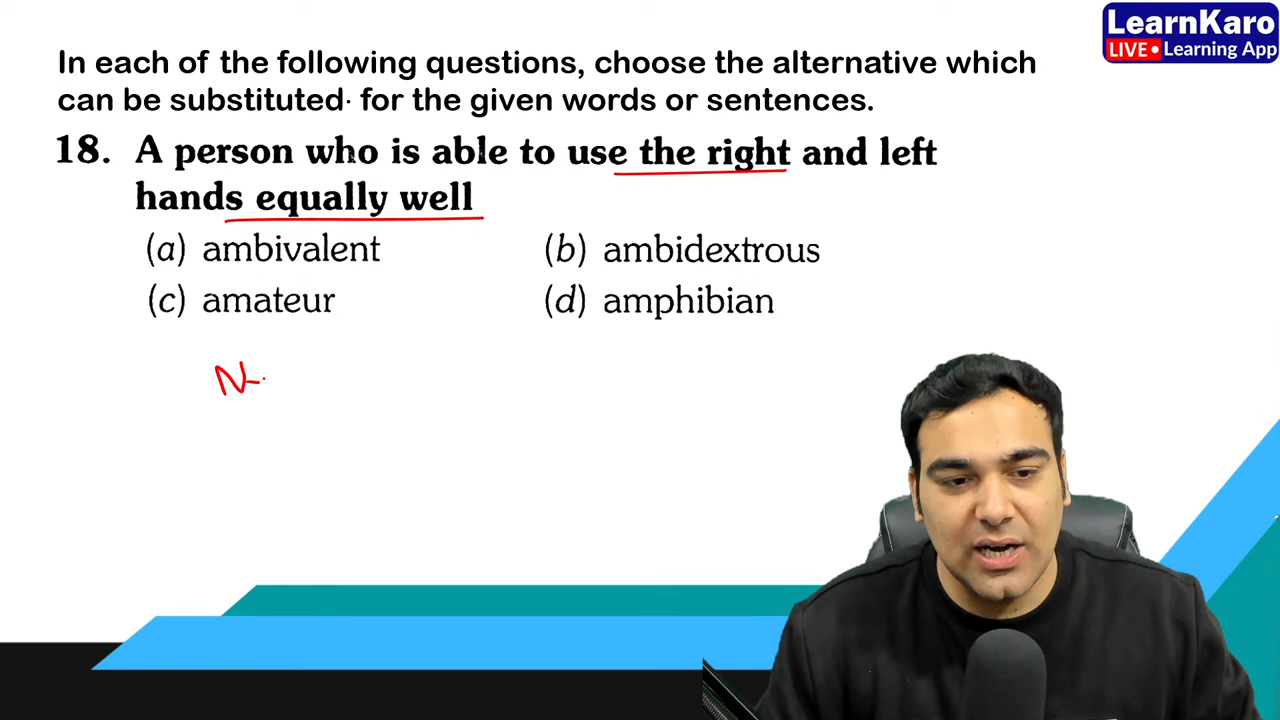 LearnKaro
LIVE • Learning App
In each of the following questions, choose the alternative which
can be substituted· for the given words or sentences.
18. A person who is able to use the right and left
hands equally well
(a) ambivalent (b) ambidextrous
(c) amateur (d) amphibian